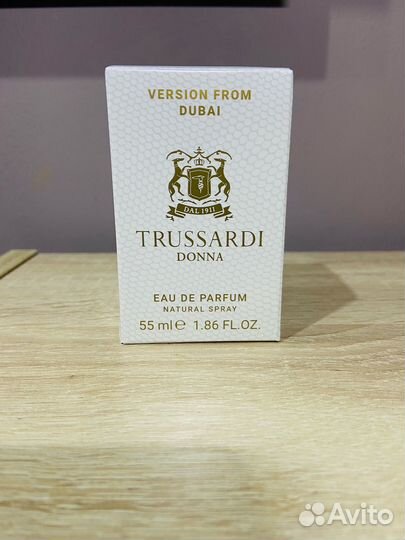 VERSION FROM
DUBAI
DAL 1911
TRUSSARDI
DONNA
EAU DE PARFUM
NATURAL SPRAY
55 ml e 1.86 FL.OZ.
Avito